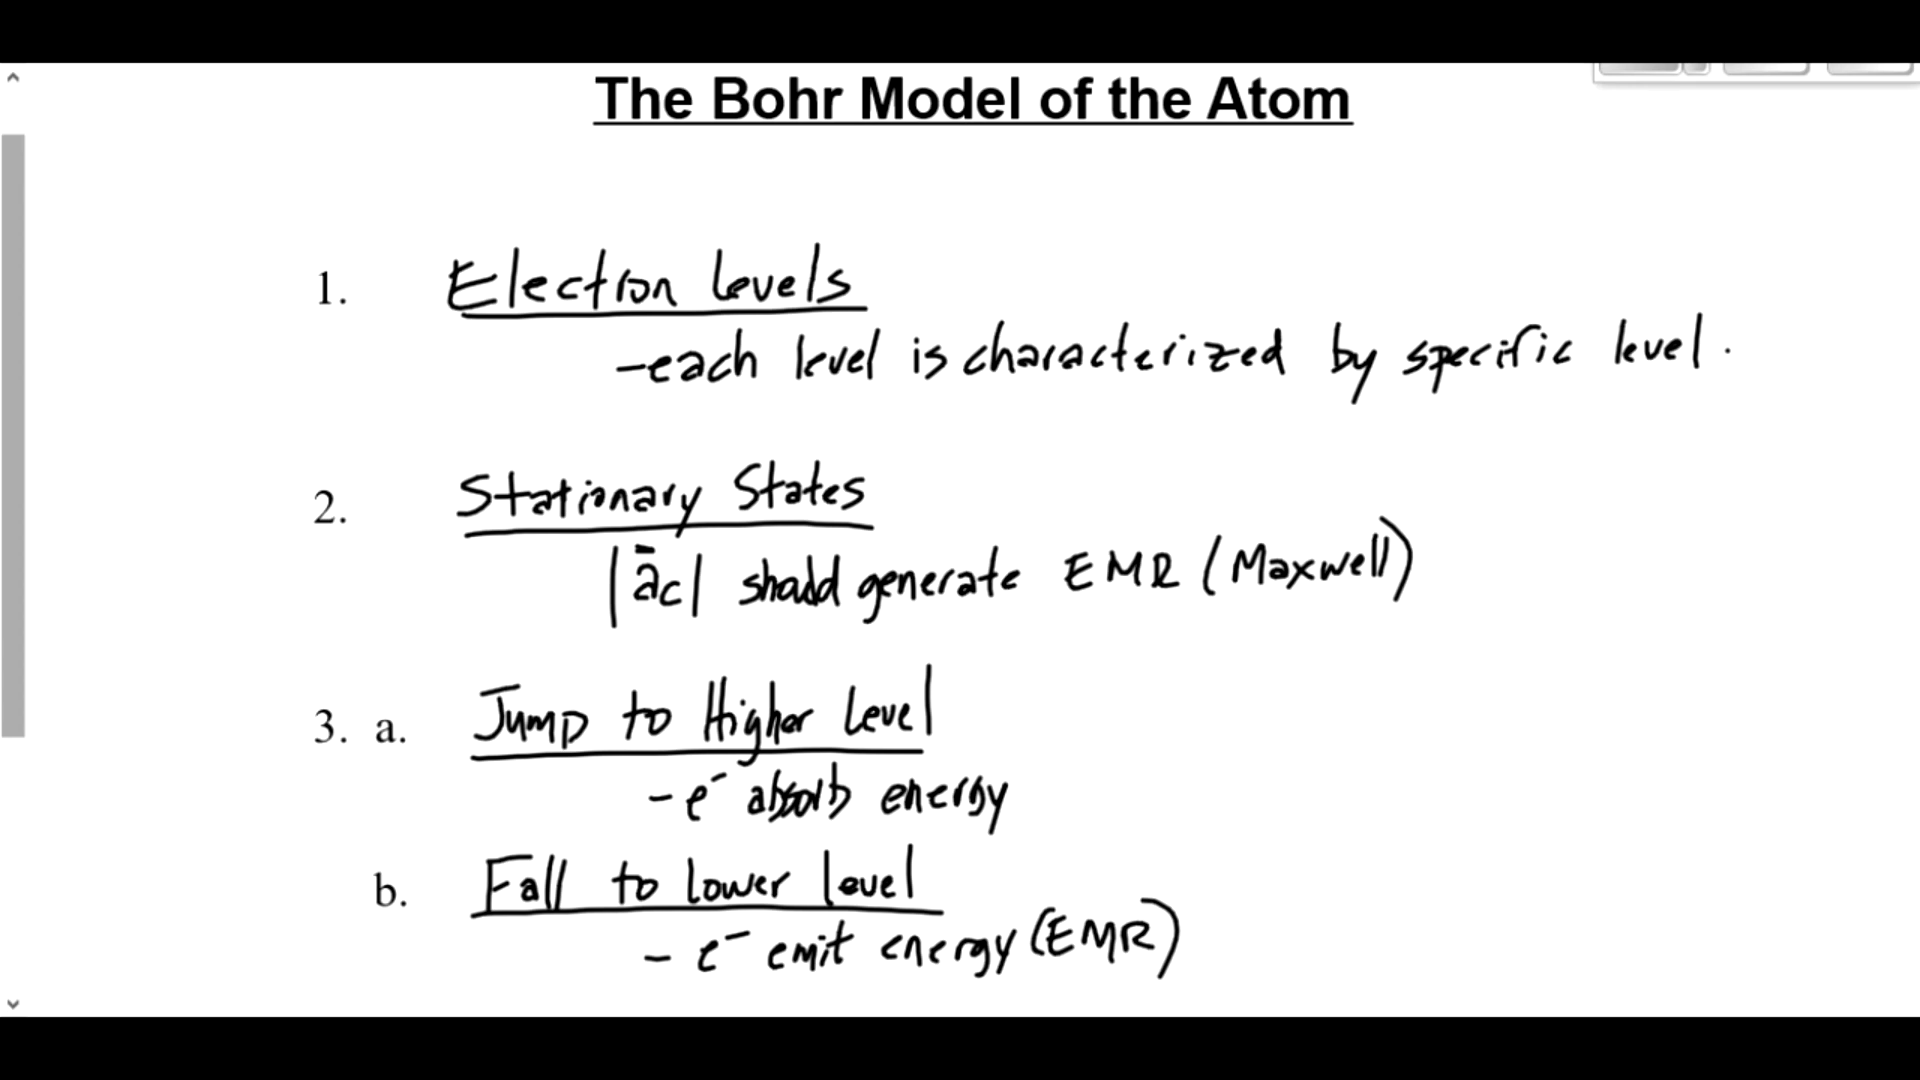 The Bohr Model of the Atom
1. Electron levels
-each level is characterized by specific level.
2. Stationary States
|āc| should generate EMR (Maxwell)
3. a. Jump to Higher Level
- e⁻ absorb energy
b. Fall to lower level
- e⁻ emit energy (EMR)